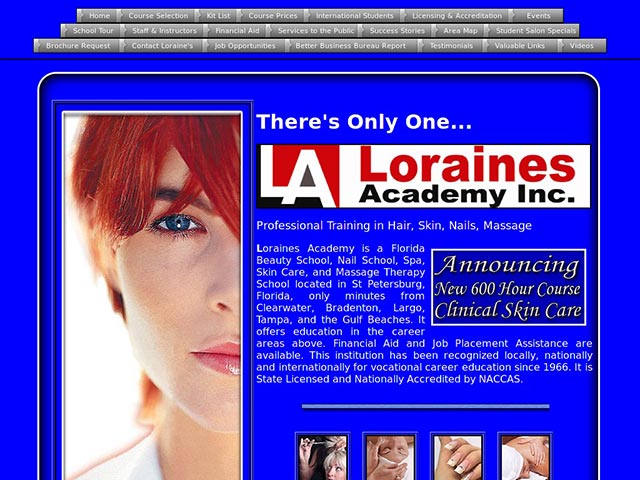 Home Course Selection Kit List Course Prices International Students Licensing & Accreditation Events
School Tour Staff & Instructors Financial Aid Services to the Public Success Stories Area Map Student Salon Specials
Brochure Request Contact Loraine's Job Opportunities Better Business Bureau Report Testimonials Valuable Links Videos
There's Only One...
LA Loraines
Academy Inc.
Professional Training in Hair, Skin, Nails, Massage
Loraines Academy is a Florida
Beauty School, Nail School, Spa,
Skin Care, and Massage Therapy
School located in St Petersburg,
Florida, only minutes from
Clearwater, Bradenton, Largo,
Tampa, and the Gulf Beaches. It
offers education in the career
areas above. Financial Aid and Job Placement Assistance are
available. This institution has been recognized locally, nationally
and internationally for vocational career education since 1966. It is
State Licensed and Nationally Accredited by NACCAS.
Announcing
New 600 Hour Course
Clinical Skin Care